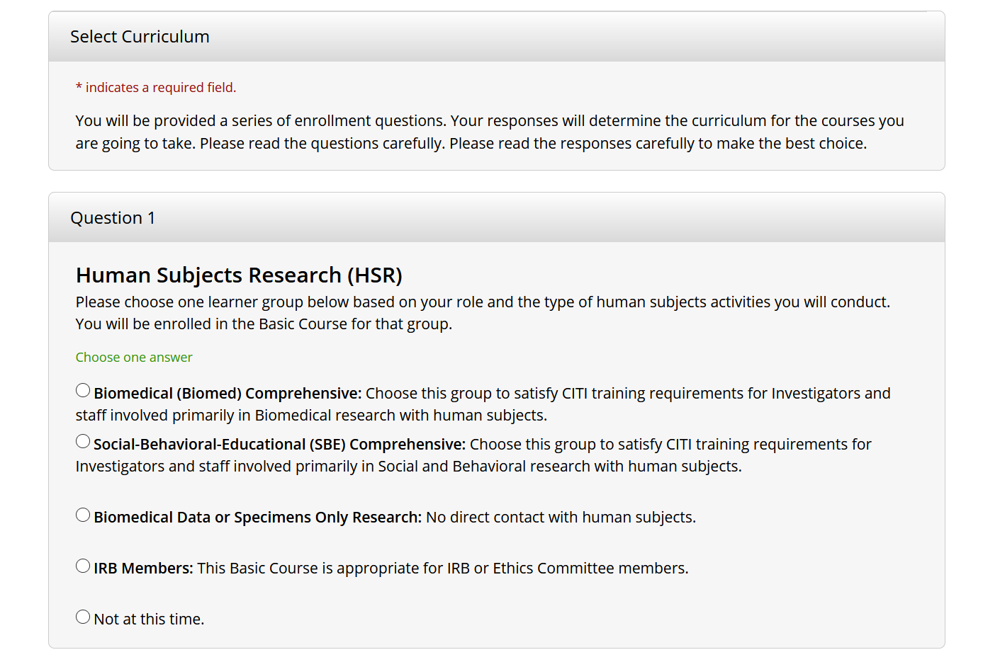 Select Curriculum
* indicates a required field.
You will be provided a series of enrollment questions. Your responses will determine the curriculum for the courses you
are going to take. Please read the questions carefully. Please read the responses carefully to make the best choice.
Question 1
Human Subjects Research (HSR)
Please choose one learner group below based on your role and the type of human subjects activities you will conduct.
You will be enrolled in the Basic Course for that group.
Choose one answer
Biomedical (Biomed) Comprehensive: Choose this group to satisfy CITI training requirements for Investigators and
staff involved primarily in Biomedical research with human subjects.
Social-Behavioral-Educational (SBE) Comprehensive: Choose this group to satisfy CITI training requirements for
Investigators and staff involved primarily in Social and Behavioral research with human subjects.
Biomedical Data or Specimens Only Research: No direct contact with human subjects.
IRB Members: This Basic Course is appropriate for IRB or Ethics Committee members.
Not at this time.